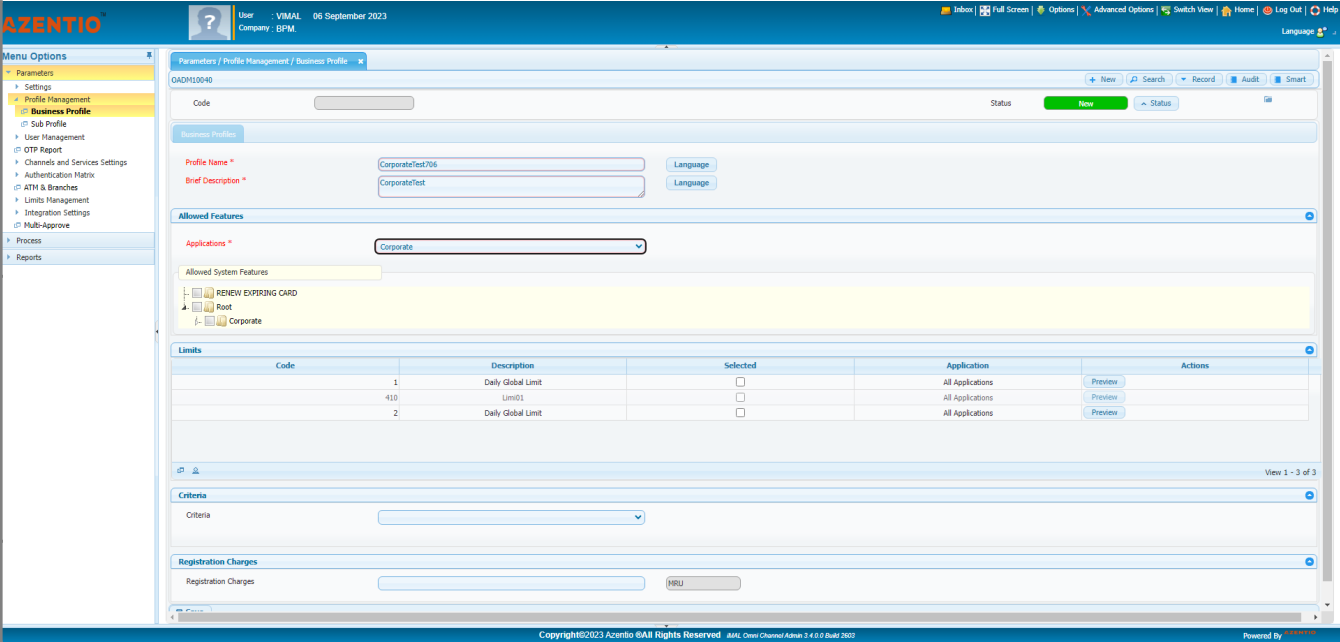 AZENTIO
?
User : VIMAL 06 September 2023
Company : BPM.
Inbox | Full Screen | Options | Advanced Options | Switch View | Home | Log Out | Help
Language
Menu Options
Parameters
Settings
Profile Management
Business Profile
Sub Profile
User Management
OTP Report
Channels and Services Settings
Authentication Matrix
ATM & Branches
Limits Management
Integration Settings
Multi-Approve
Process
Reports
Parameters / Profile Management / Business Profile
OADM10040
+ New Search Record Audit Smart
Code Status New Status
Business Profiles
Profile Name * CorporateTest706 Language
Brief Description * CorporateTest Language
Allowed Features
Applications * Corporate
Allowed System Features
RENEW EXPIRING CARD
Root
Corporate
Limits
Code Description Selected Application Actions
1 Daily Global Limit All Applications Preview
410 Limi01 All Applications Preview
2 Daily Global Limit All Applications Preview
View 1 - 3 of 3
Criteria
Criteria
Registration Charges
Registration Charges MRU
Copyright©2023 Azentio ®All Rights Reserved iMAL Omni Channel Admin 3.4.0.0 Build 2603
Powered By AZENTIO